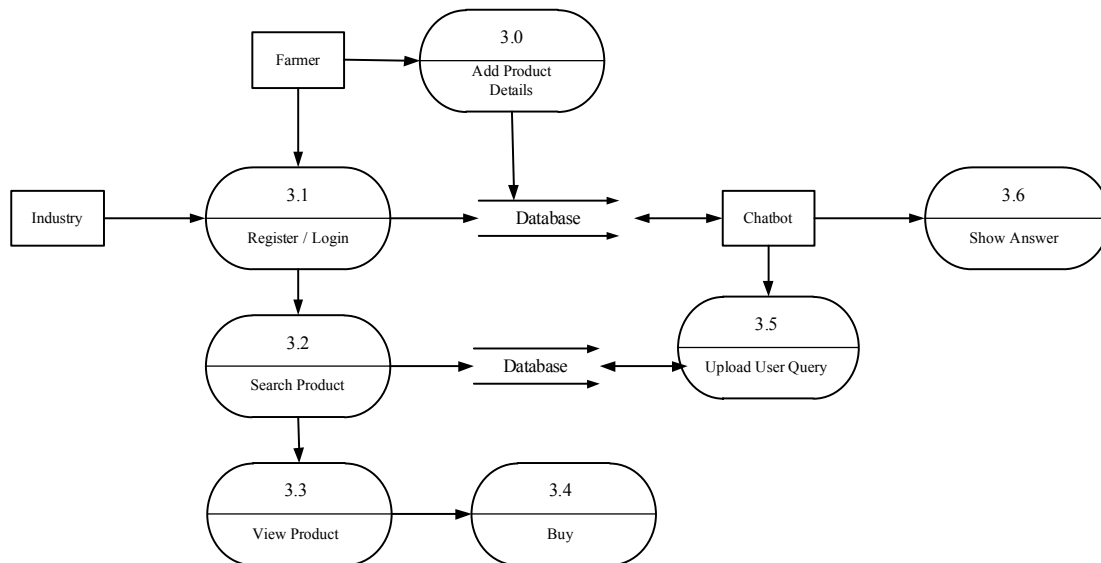 3.0
Farmer
Add Product
Details
3.1
3.6
Industry
Database
Chatbot
Register / Login
Show Answer
3.5
3.2
Database
Upload User Query
Search Product
3.3
3.4
View Product
Buy